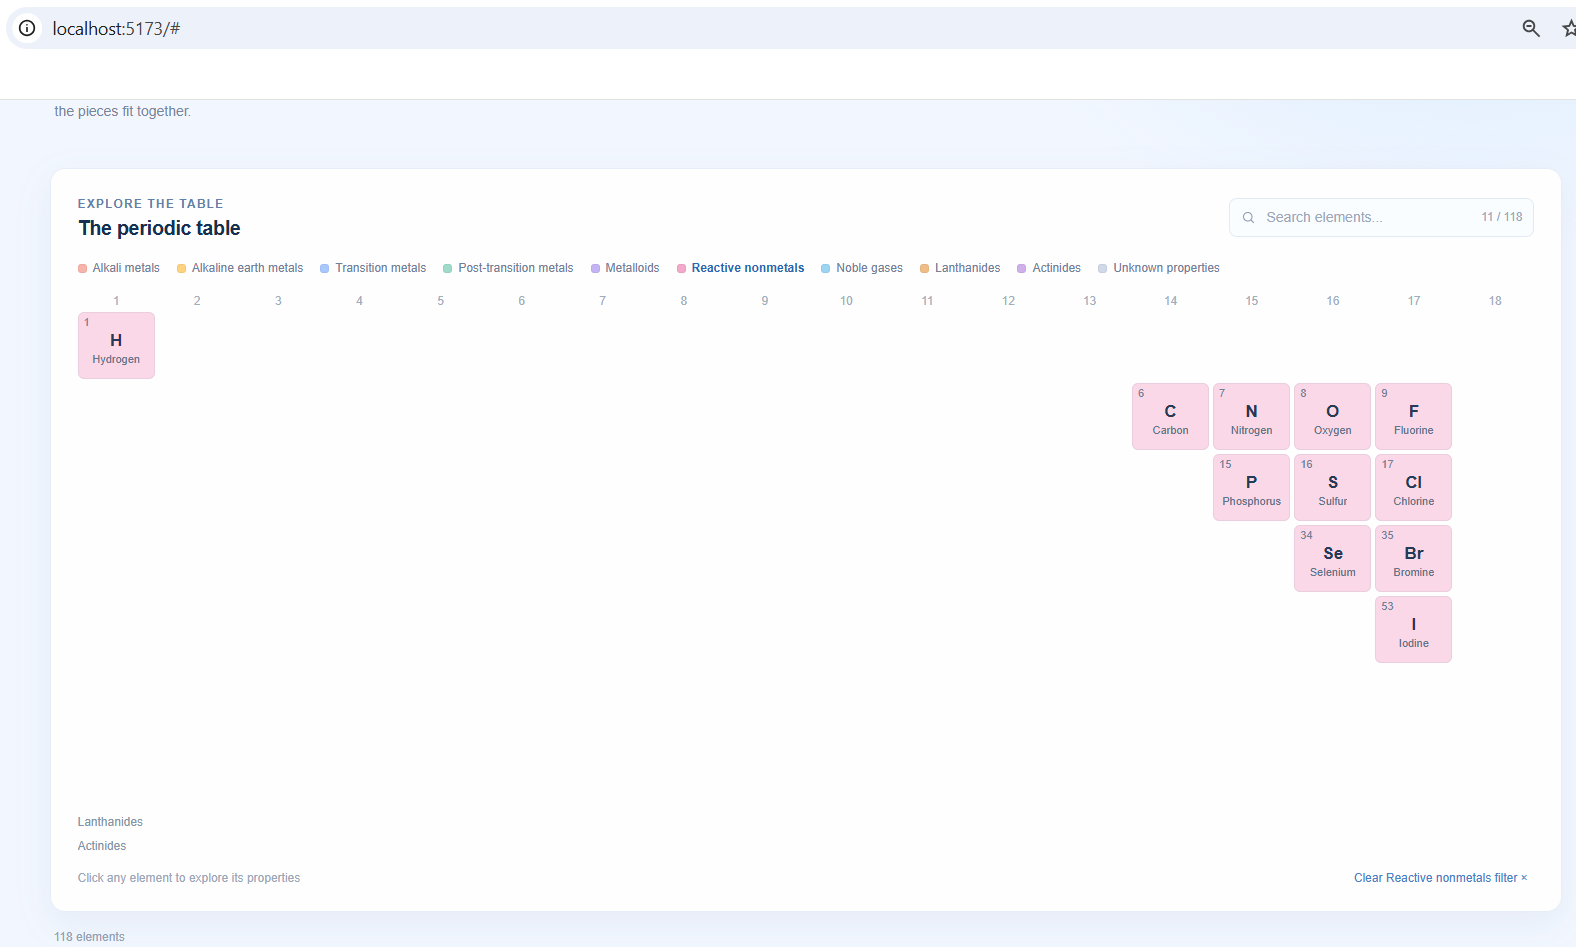 localhost:5173/#
the pieces fit together.
EXPLORE THE TABLE
The periodic table
Search elements... 11 / 118
Alkali metals Alkaline earth metals Transition metals Post-transition metals Metalloids Reactive nonmetals Noble gases Lanthanides Actinides Unknown properties
1 2 3 4 5 6 7 8 9 10 11 12 13 14 15 16 17 18
1
H
Hydrogen
6 7 8 9
C N O F
Carbon Nitrogen Oxygen Fluorine
15 16 17
P S Cl
Phosphorus Sulfur Chlorine
34 35
Se Br
Selenium Bromine
53
I
Iodine
Lanthanides
Actinides
Click any element to explore its properties Clear Reactive nonmetals filter ×
118 elements